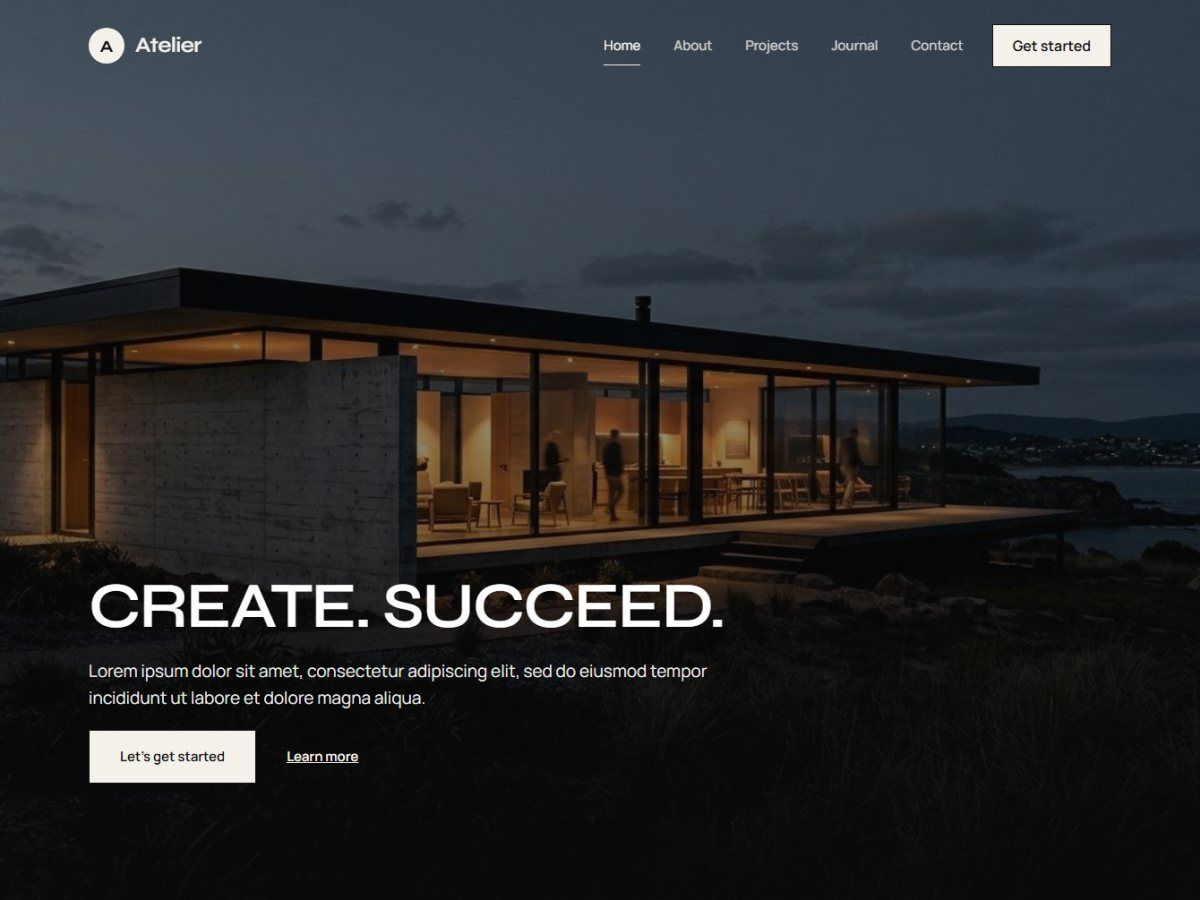 A Atelier
Home About Projects Journal Contact Get started
CREATE. SUCCEED.
Lorem ipsum dolor sit amet, consectetur adipiscing elit, sed do eiusmod tempor
incididunt ut labore et dolore magna aliqua.
Let's get started Learn more